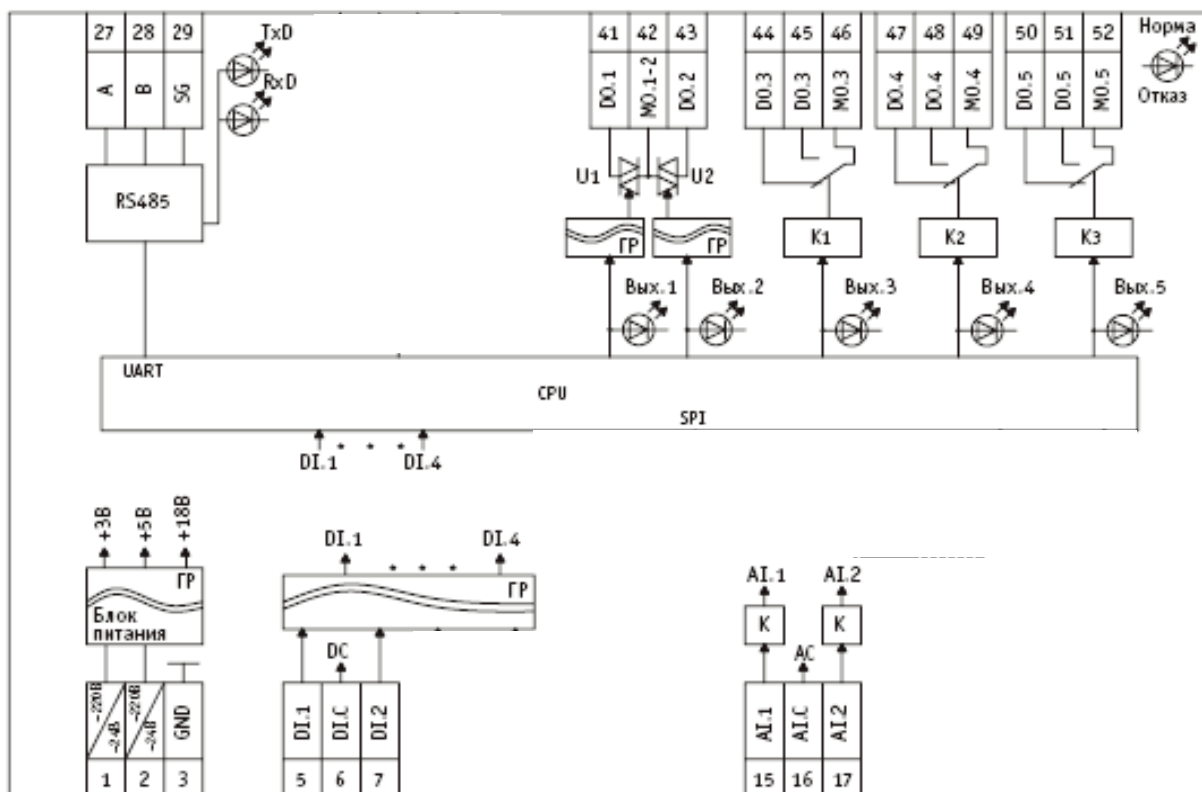 27 28 29
A B SG
TxD
RxD
RS485
41 42 43
DO.1 MO.1-2 DO.2
44 45 46
DO.3 DO.3 MO.3
47 48 49
DO.4 DO.4 MO.4
50 51 52
DO.5 DO.5 MO.5
Норма
Отказ
U1 U2
ГР ГР
K1 K2 K3
Вых.1 Вых.2 Вых.3 Вых.4 Вых.5
UART
CPU
SPI
DI.1 * * * DI.4
+3В +5В +18В
ГР
Блок
питания
~220В
~24В
~220В
~24В
GND
1 2 3
DI.1 * * * DI.4
ГР
DC
DI.1 DI.C DI.2
5 6 7
AI.1 AI.2
K K
AC
AI.1 AI.C AI.2
15 16 17